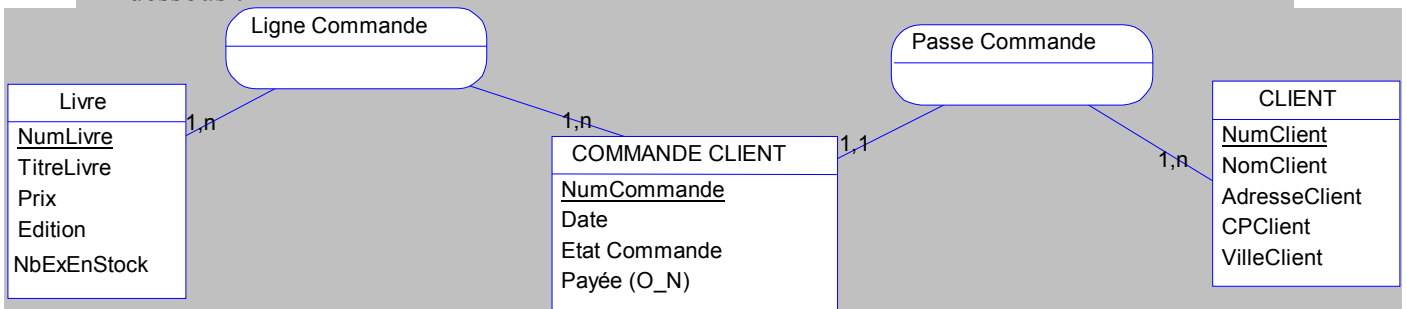 Ligne Commande
Passe Commande
Livre
NumLivre
TitreLivre
Prix
Edition
NbExEnStock
1,n
1,n
COMMANDE CLIENT
NumCommande
Date
Etat Commande
Payée (O_N)
1,1
1,n
CLIENT
NumClient
NomClient
AdresseClient
CPClient
VilleClient